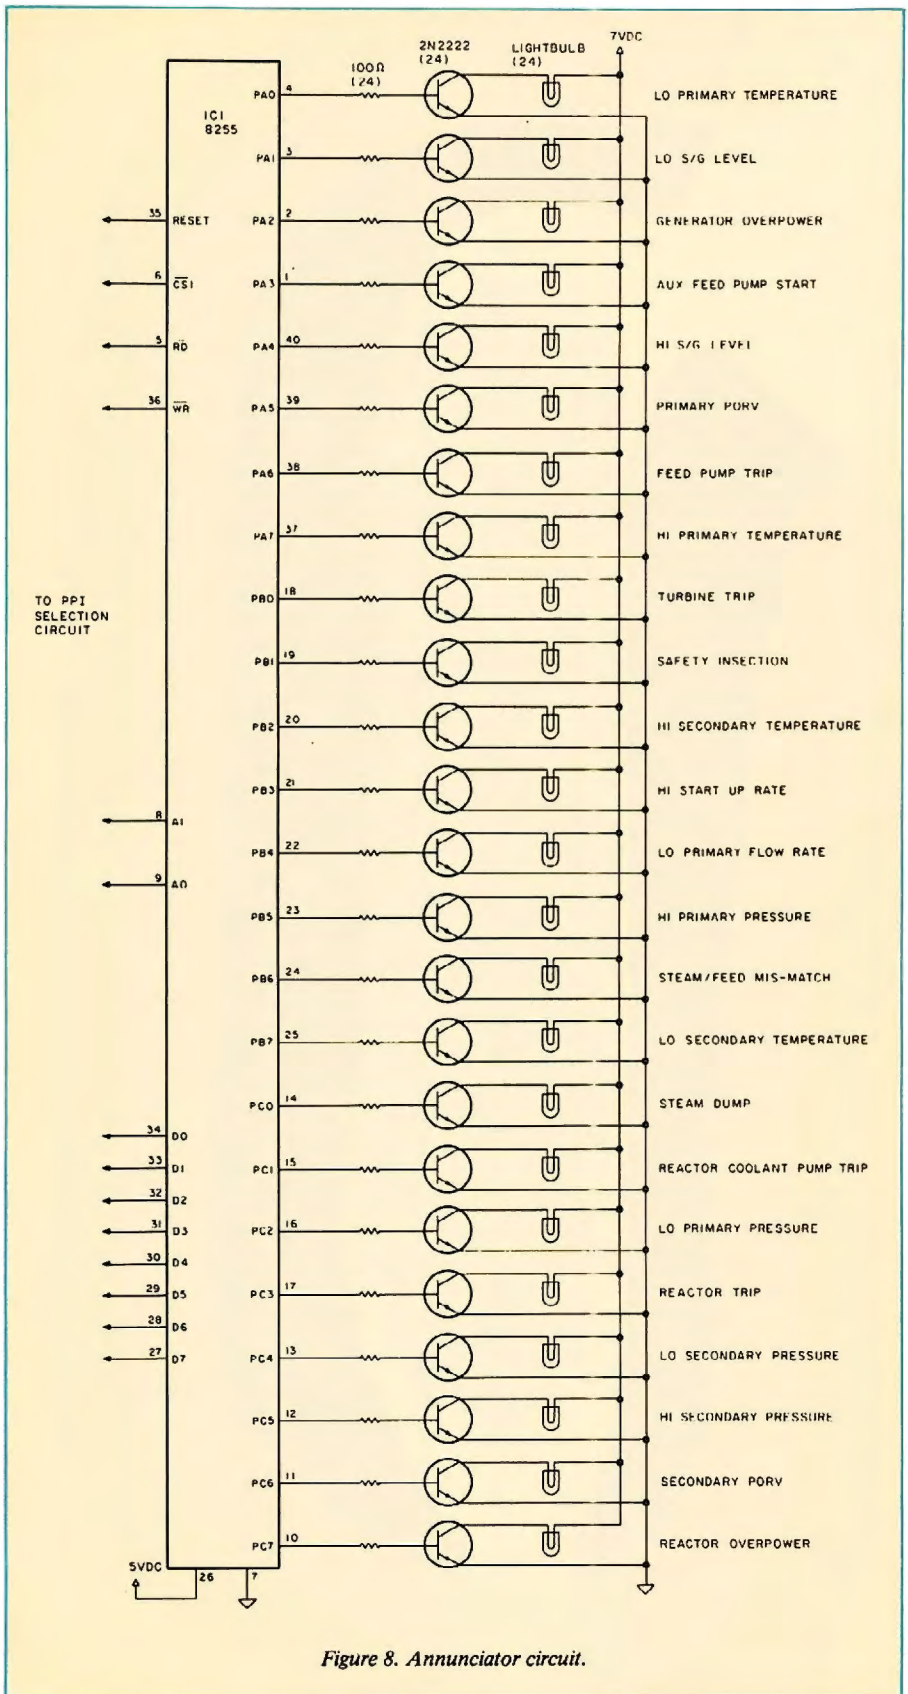 2N2222
(24)
LIGHTBULB
(24)
7VDC
100Ω
(24)
IC1
8255
PA0 4 LO PRIMARY TEMPERATURE
PA1 3 LO S/G LEVEL
35 RESET PA2 2 GENERATOR OVERPOWER
6 CS1 PA3 1 AUX FEED PUMP START
5 RD PA4 40 HI S/G LEVEL
36 WR PA5 39 PRIMARY PORV
PA6 38 FEED PUMP TRIP
PA7 37 HI PRIMARY TEMPERATURE
TO PPI
SELECTION
CIRCUIT
PB0 18 TURBINE TRIP
PB1 19 SAFETY INSECTION
PB2 20 HI SECONDARY TEMPERATURE
PB3 21 HI START UP RATE
8 A1
PB4 22 LO PRIMARY FLOW RATE
9 A0
PB5 23 HI PRIMARY PRESSURE
PB6 24 STEAM/FEED MIS-MATCH
PB7 25 LO SECONDARY TEMPERATURE
PC0 14 STEAM DUMP
34 D0
33 D1 PC1 15 REACTOR COOLANT PUMP TRIP
32 D2
31 D3 PC2 16 LO PRIMARY PRESSURE
30 D4
29 D5 PC3 17 REACTOR TRIP
28 D6
27 D7 PC4 13 LO SECONDARY PRESSURE
PC5 12 HI SECONDARY PRESSURE
PC6 11 SECONDARY PORV
PC7 10 REACTOR OVERPOWER
5VDC
26 7
Figure 8. Annunciator circuit.